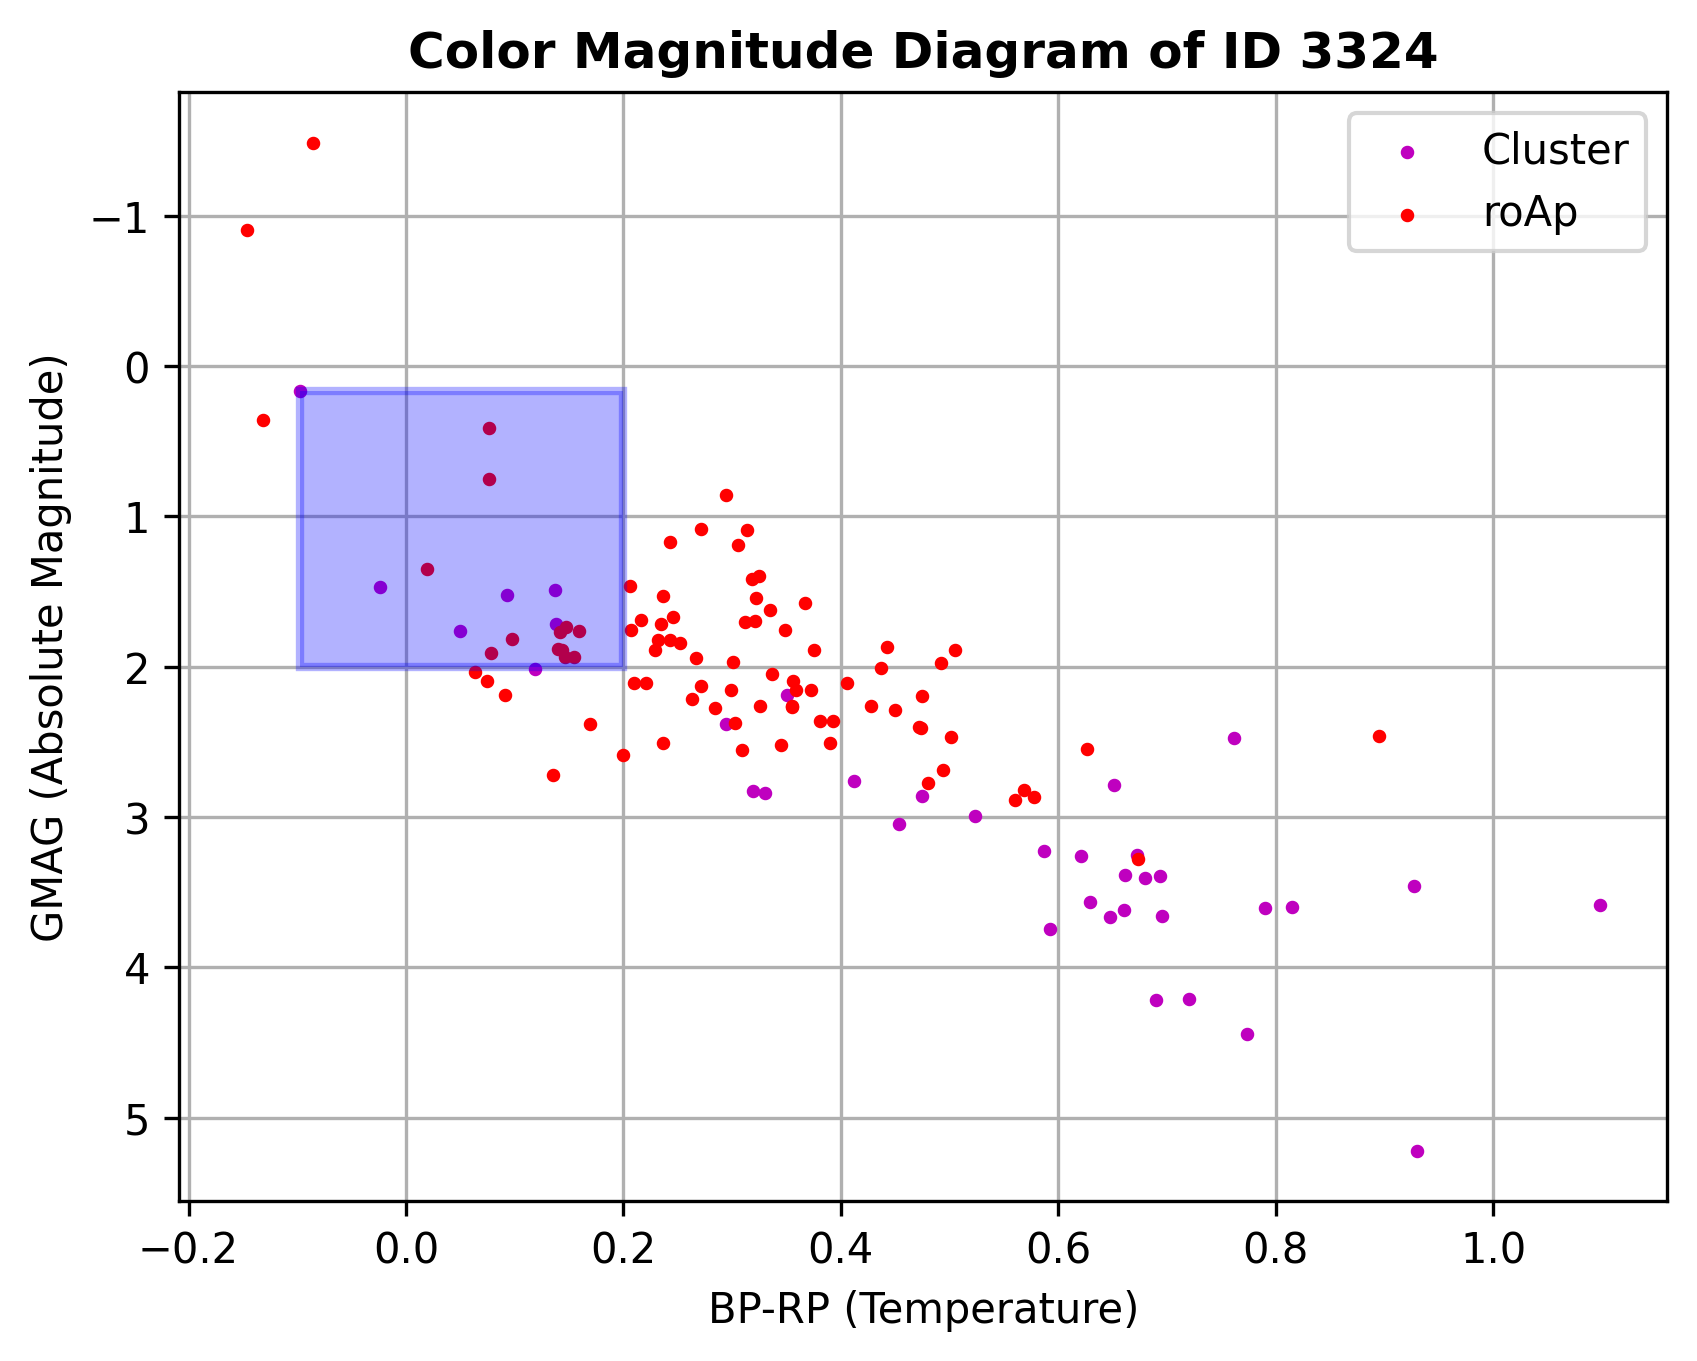 Color Magnitude Diagram of ID 3324
Cluster
roAp
GMAG (Absolute Magnitude)
−1
0
1
2
3
4
5
−0.2 0.0 0.2 0.4 0.6 0.8 1.0
BP-RP (Temperature)